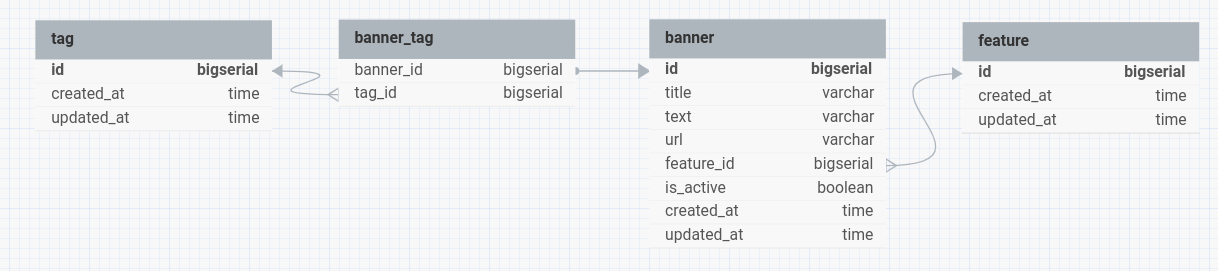 tag
id bigserial
created_at time
updated_at time
banner_tag
banner_id bigserial
tag_id bigserial
banner
id bigserial
title varchar
text varchar
url varchar
feature_id bigserial
is_active boolean
created_at time
updated_at time
feature
id bigserial
created_at time
updated_at time